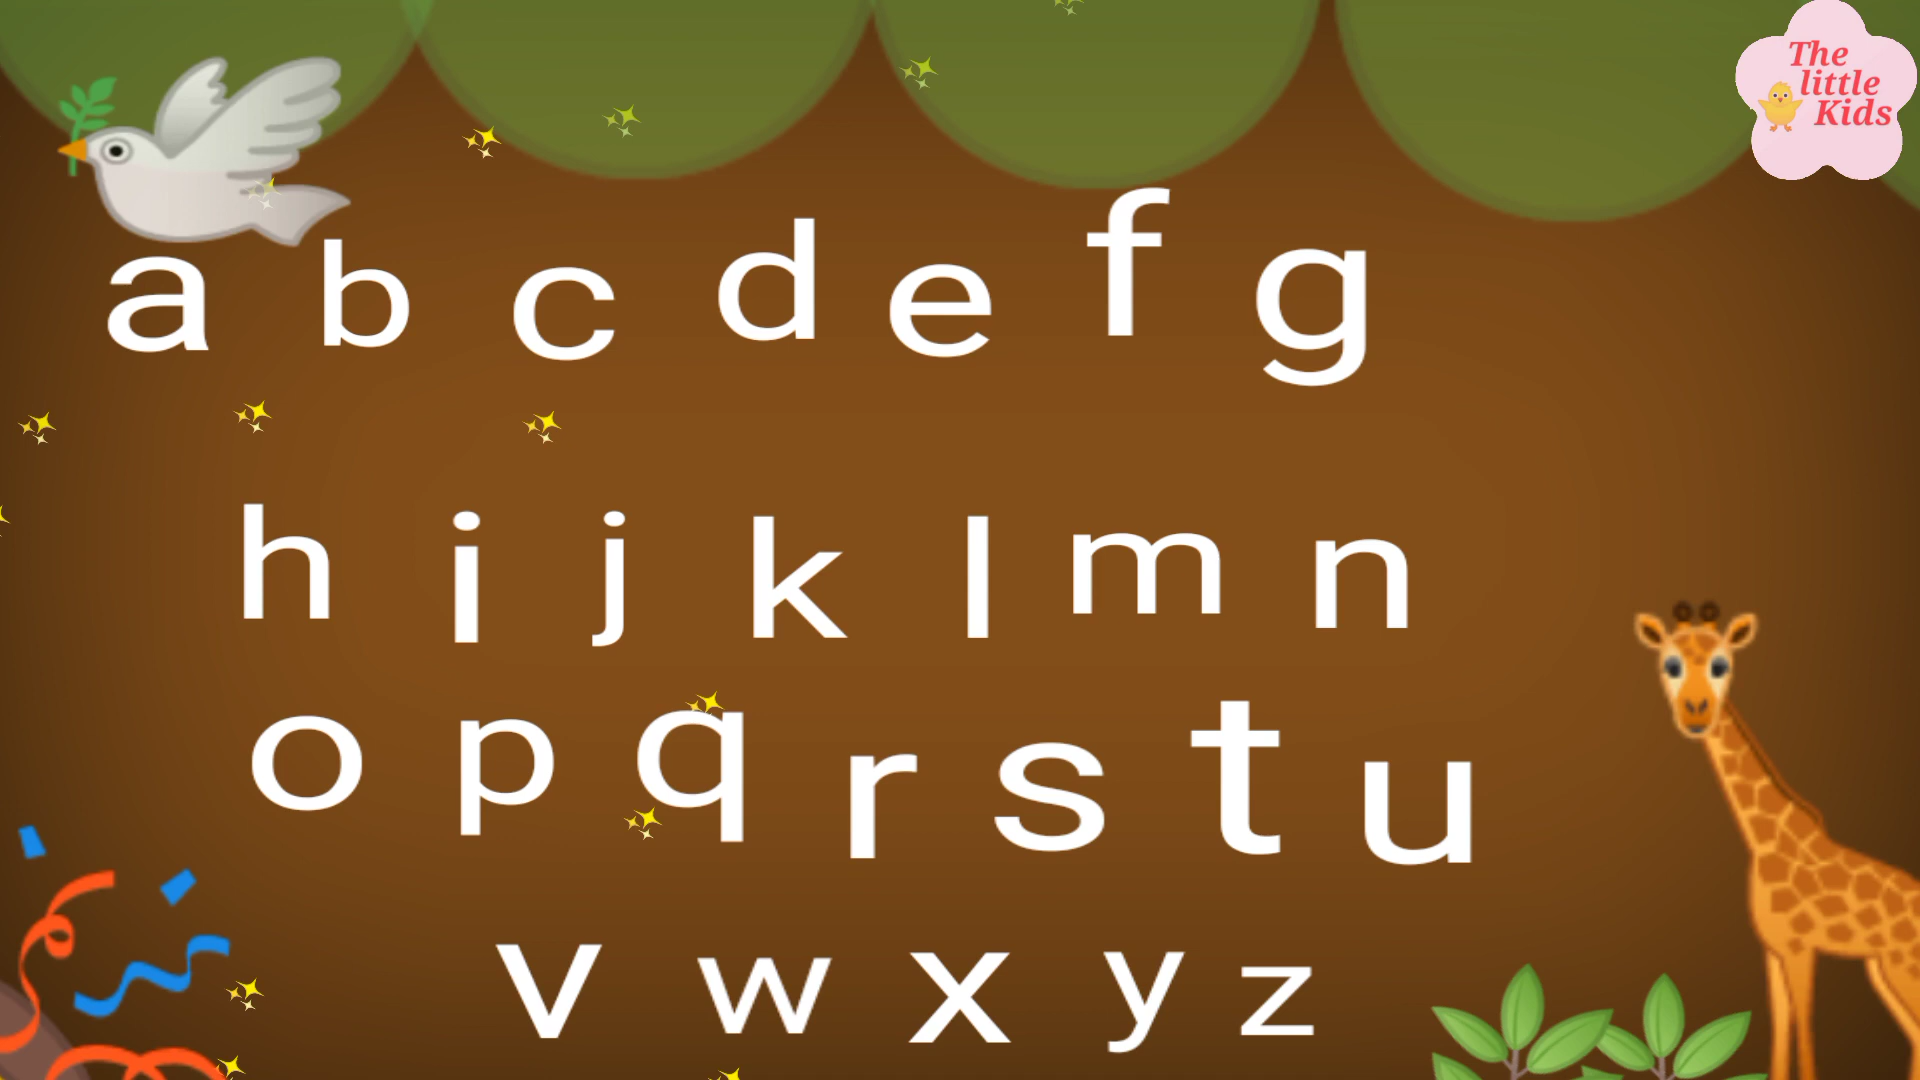 The
little
Kids
a b c d e f g
h i j k l m n
o p q r s t u
v w x y z